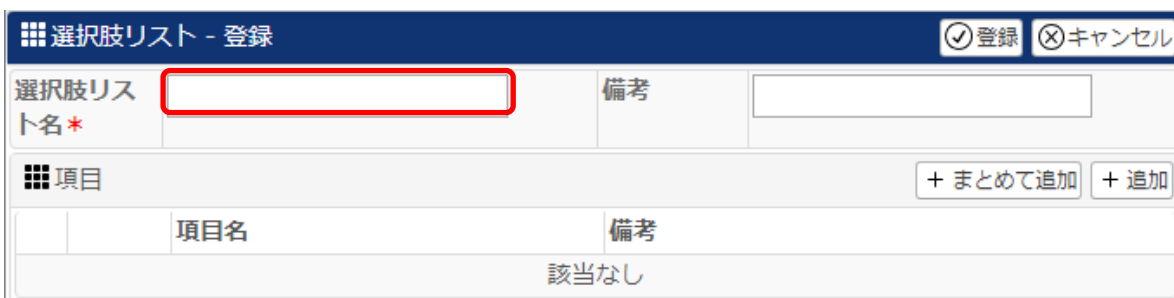 選択肢リスト - 登録 登録 キャンセル
選択肢リス 備考
ト名*
項目 + まとめて追加 + 追加
項目名 備考
該当なし